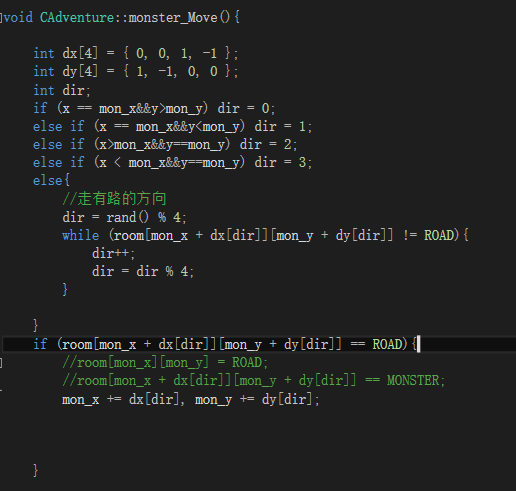 void CAdventure::monster_Move(){
int dx[4] = { 0, 0, 1, -1 };
int dy[4] = { 1, -1, 0, 0 };
int dir;
if (x == mon_x&&y>mon_y) dir = 0;
else if (x == mon_x&&y<mon_y) dir = 1;
else if (x>mon_x&&y==mon_y) dir = 2;
else if (x < mon_x&&y==mon_y) dir = 3;
else{
//走有路的方向
dir = rand() % 4;
while (room[mon_x + dx[dir]][mon_y + dy[dir]] != ROAD){
dir++;
dir = dir % 4;
}
}
if (room[mon_x + dx[dir]][mon_y + dy[dir]] == ROAD){
//room[mon_x][mon_y] = ROAD;
//room[mon_x + dx[dir]][mon_y + dy[dir]] == MONSTER;
mon_x += dx[dir], mon_y += dy[dir];
}